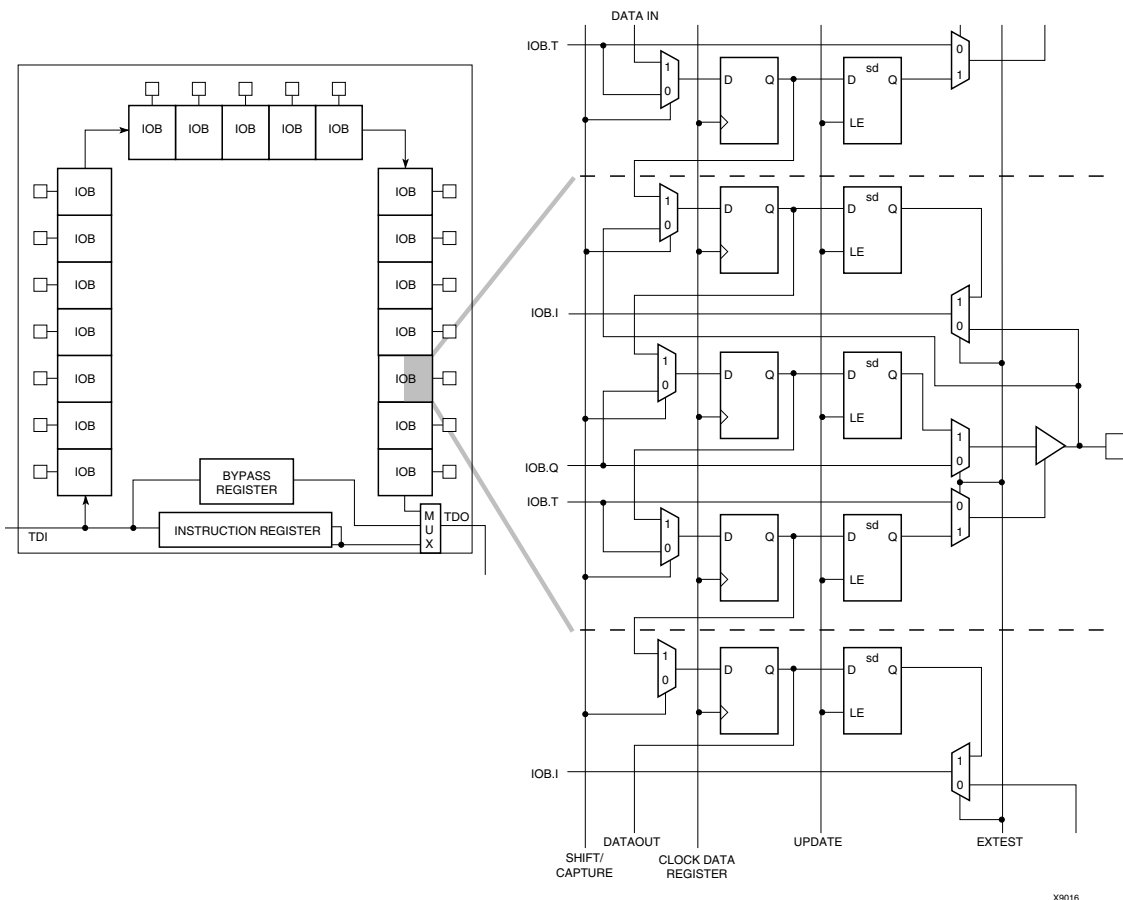 IOB IOB IOB IOB IOB
IOB
IOB
IOB
IOB
IOB
IOB
IOB
IOB
IOB
IOB
IOB
IOB
IOB
IOB
BYPASS
REGISTER
INSTRUCTION REGISTER
TDI
M
U
X
TDO
DATA IN
IOB.T
1
0
D Q
D sd Q
LE
0
1
1
0
D Q
D sd Q
LE
IOB.I
1
0
1
0
D Q
D sd Q
LE
IOB.Q
1
0
IOB.T
1
0
D Q
D sd Q
LE
0
1
1
0
D Q
D sd Q
LE
IOB.I
1
0
SHIFT/
CAPTURE
DATAOUT
CLOCK DATA
REGISTER
UPDATE
EXTEST
X9016